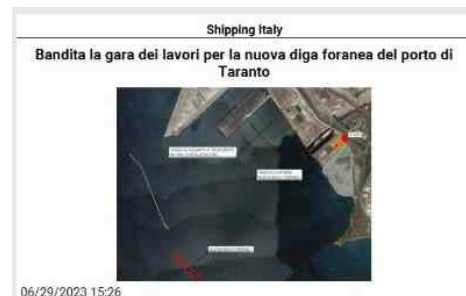 Shipping Italy
Bandita la gara dei lavori per la nuova diga foranea del porto di
Taranto
06/29/2023 15:26